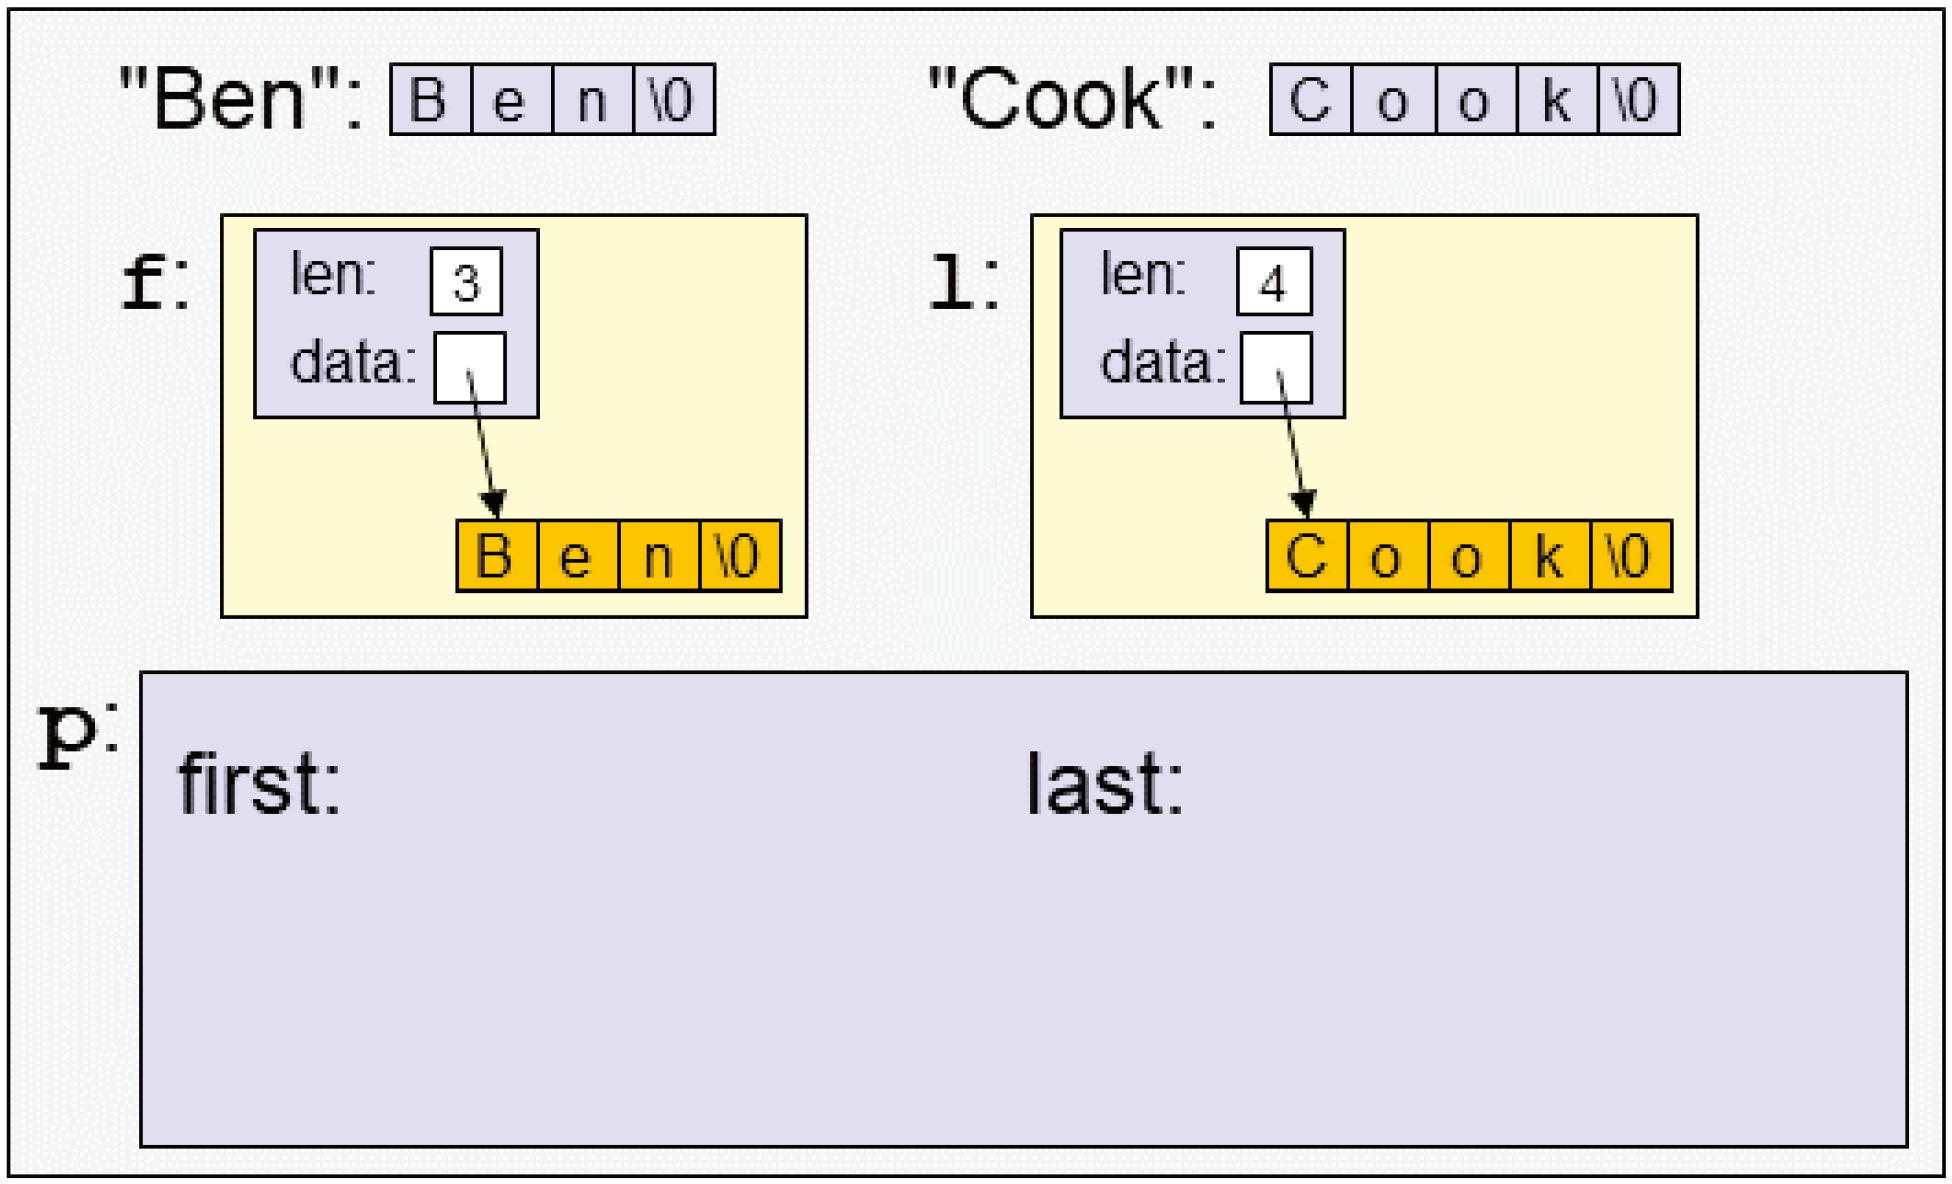 "Ben": B e n \0 "Cook": C o o k \0
f: len: 3 l: len: 4
data: data:
B e n \0 C o o k \0
p:
first: last: